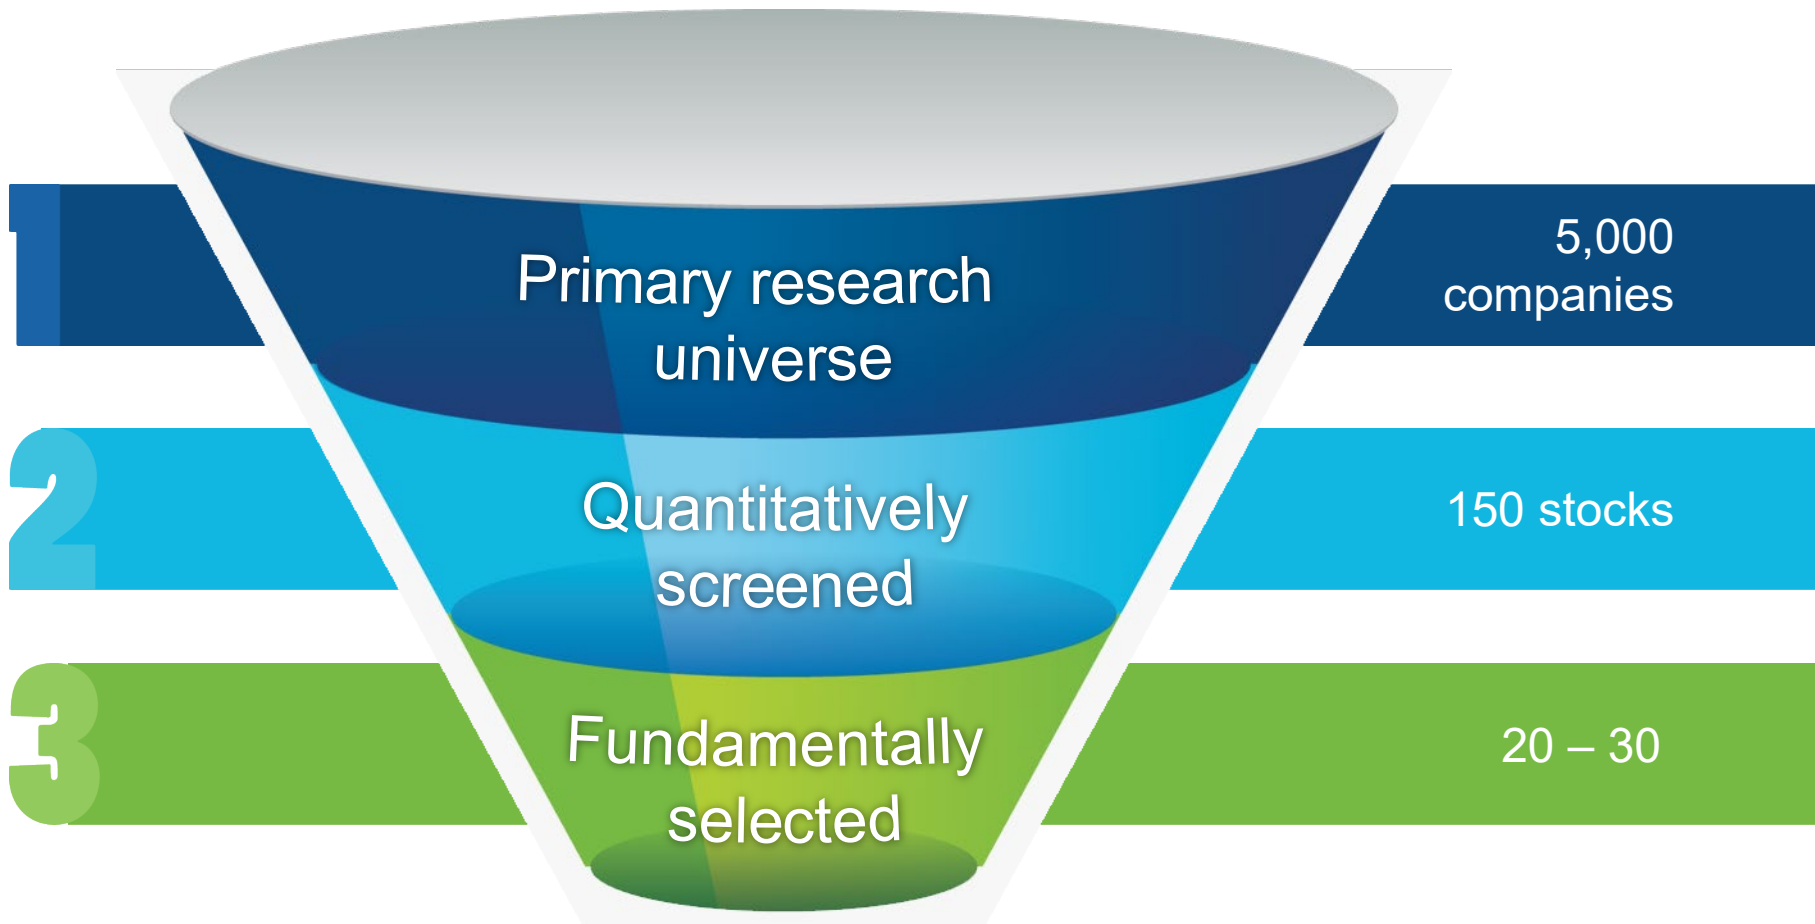 1
Primary research
universe
5,000
companies
2
Quantitatively
screened
150 stocks
3
Fundamentally
selected
20 – 30